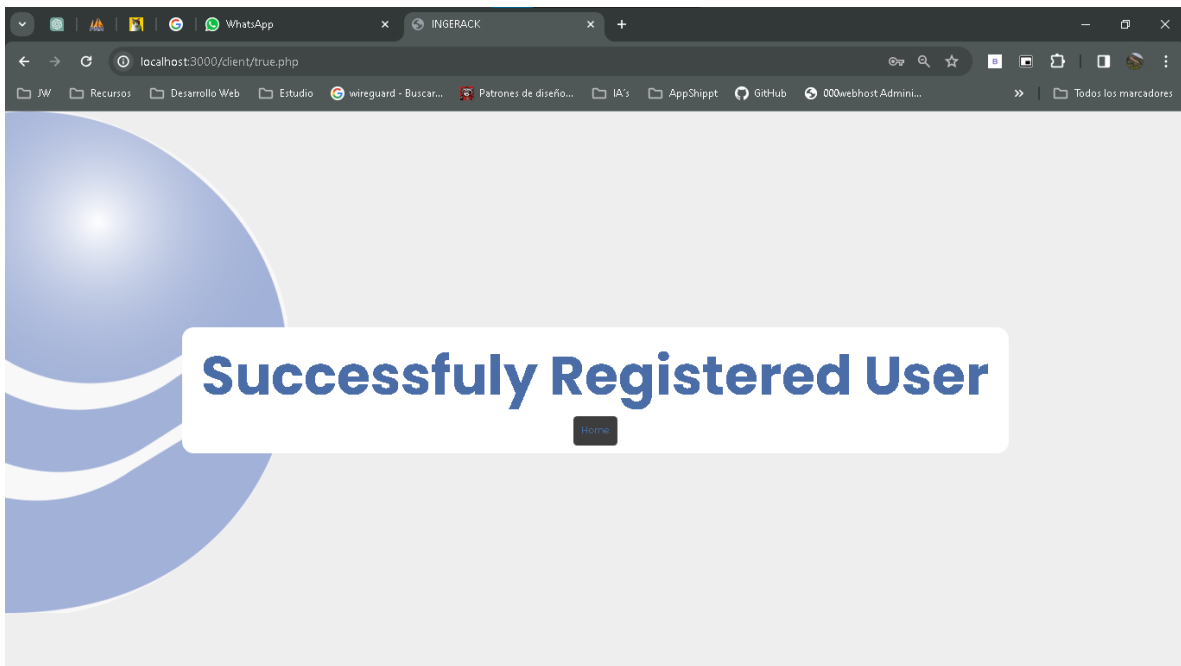 WhatsApp
INGERACK
localhost:3000/client/true.php
JW
Recursos
Desarrollo Web
Estudio
wireguard - Buscar...
Patrones de diseño...
IA's
AppShippt
GitHub
000webhost Admini...
Todos los marcadores
Successfuly Registered User
Home